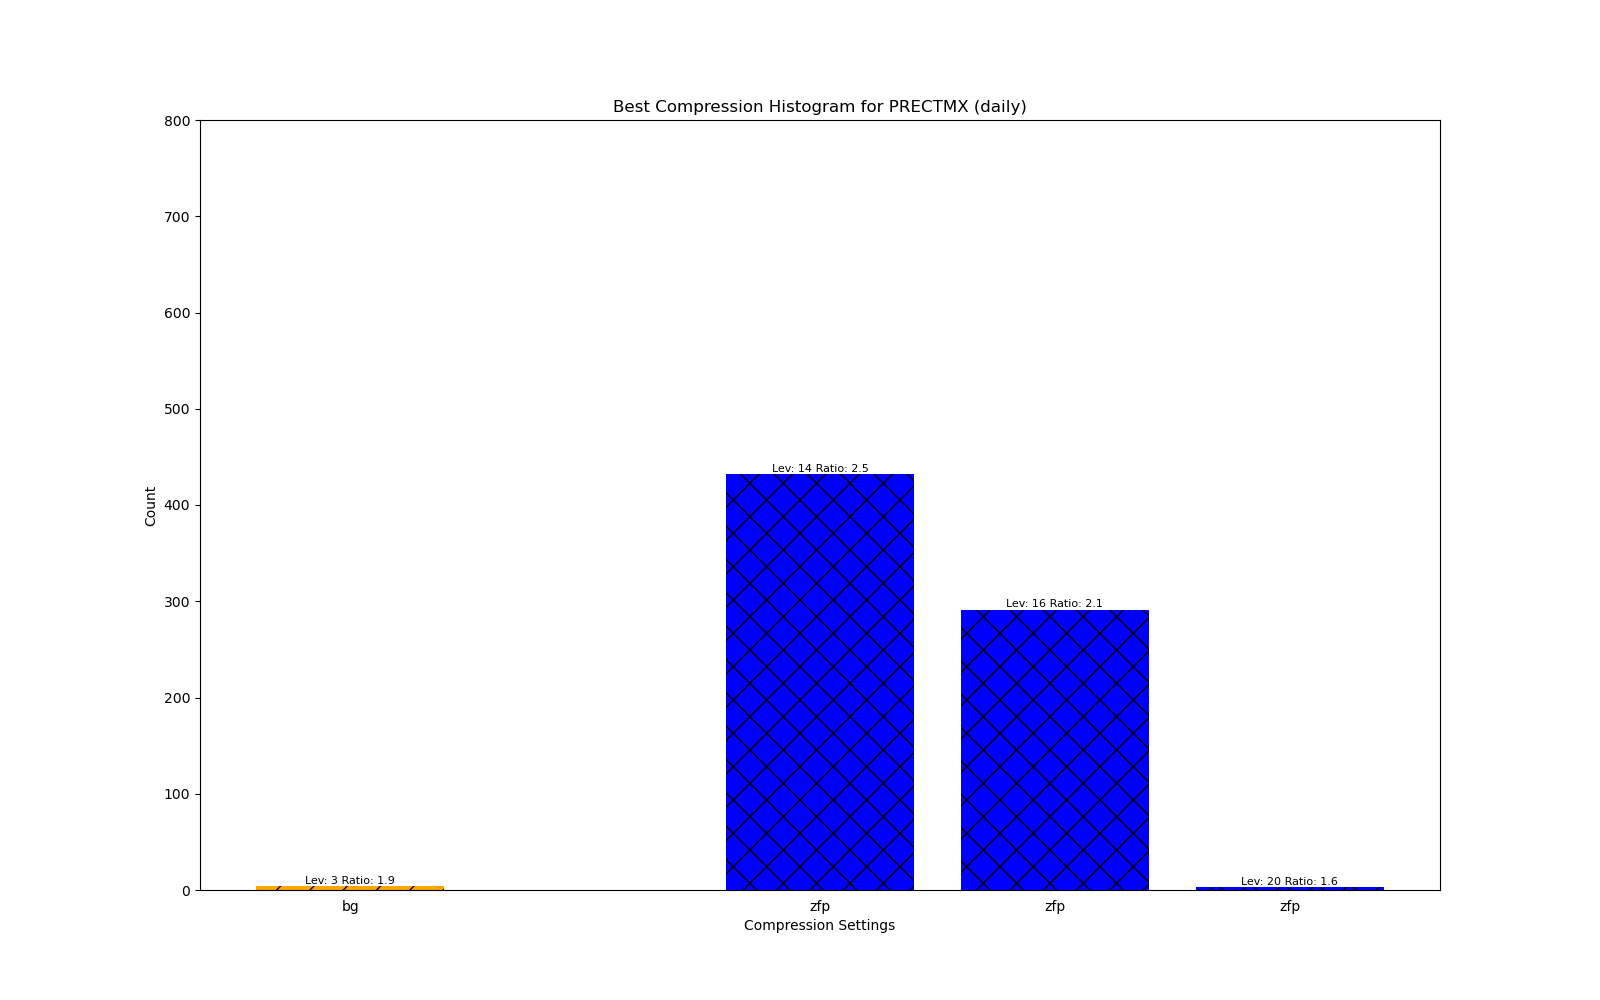 Best Compression Histogram for PRECTMX (daily)
800
700
600
500
400
300
200
100
0
Count
Lev: 3 Ratio: 1.9
Lev: 14 Ratio: 2.5
Lev: 16 Ratio: 2.1
Lev: 20 Ratio: 1.6
bg
zfp
zfp
zfp
Compression Settings